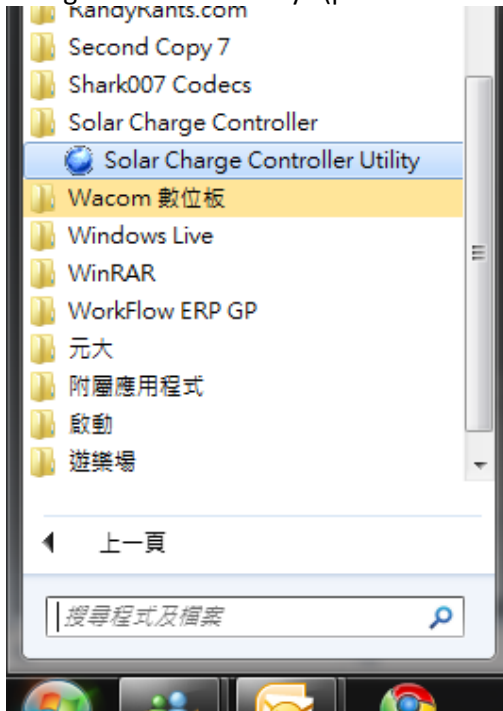 RandyRants.com
Second Copy 7
Shark007 Codecs
Solar Charge Controller
Solar Charge Controller Utility
Wacom 數位板
Windows Live
WinRAR
WorkFlow ERP GP
元大
附屬應用程式
啟動
遊樂場
上一頁
搜尋程式及檔案